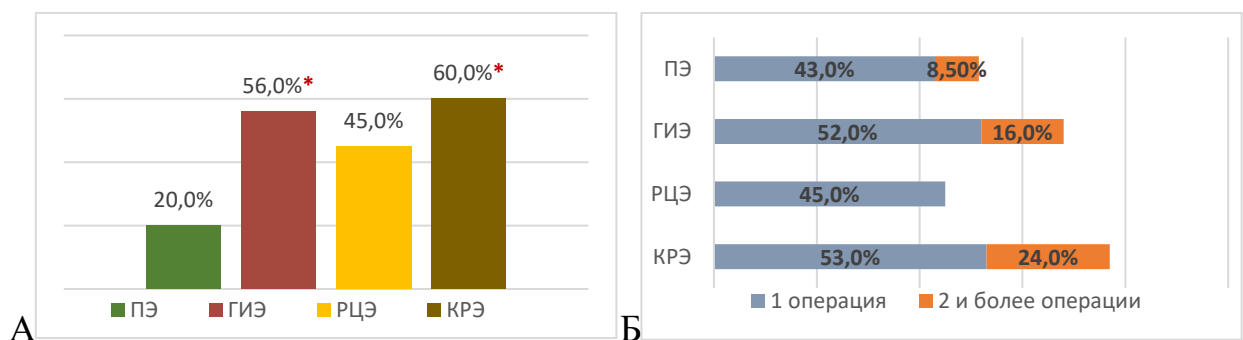 56,0%*
60,0%*
45,0%
20,0%
ПЭ ГИЭ РЦЭ КРЭ
А
ПЭ 43,0% 8,50%
ГИЭ 52,0% 16,0%
РЦЭ 45,0%
КРЭ 53,0% 24,0%
1 операция 2 и более операции
Б